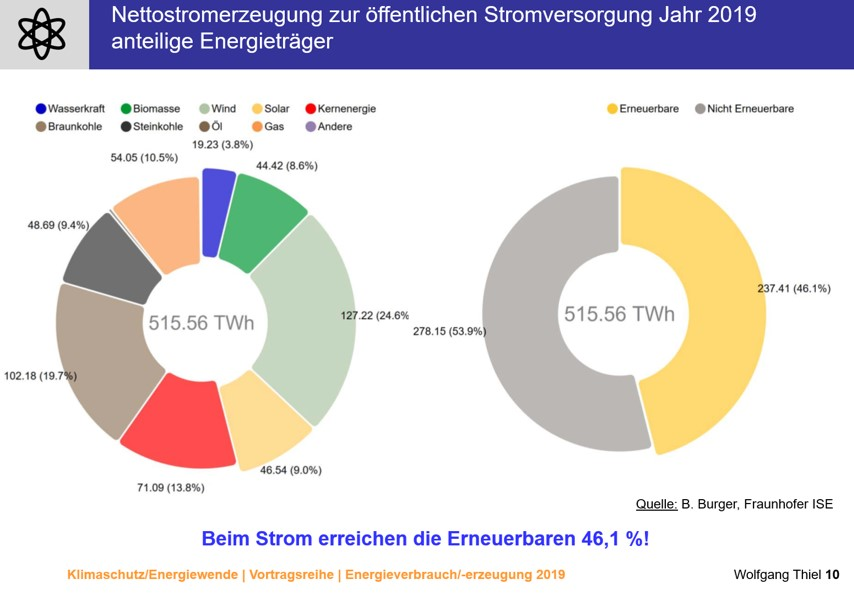 Nettostromerzeugung zur öffentlichen Stromversorgung Jahr 2019
anteilige Energieträger
Wasserkraft Biomasse Wind Solar Kernenergie
Braunkohle Steinkohle Öl Gas Andere
Erneuerbare Nicht Erneuerbare
19.23 (3.8%)
54.05 (10.5%)
44.42 (8.6%)
48.69 (9.4%)
127.22 (24.6%
515.56 TWh
102.18 (19.7%)
46.54 (9.0%)
71.09 (13.8%)
237.41 (46.1%)
515.56 TWh
278.15 (53.9%)
Quelle: B. Burger, Fraunhofer ISE
Beim Strom erreichen die Erneuerbaren 46,1 %!
Klimaschutz/Energiewende | Vortragsreihe | Energieverbrauch/-erzeugung 2019
Wolfgang Thiel 10